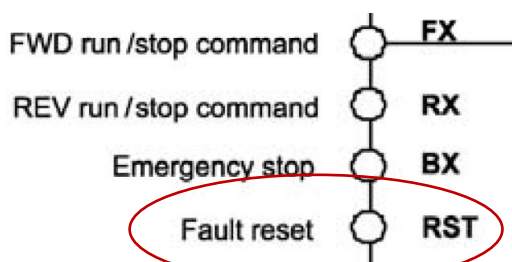 FWD run/stop command FX
REV run/stop command RX
Emergency stop BX
Fault reset RST